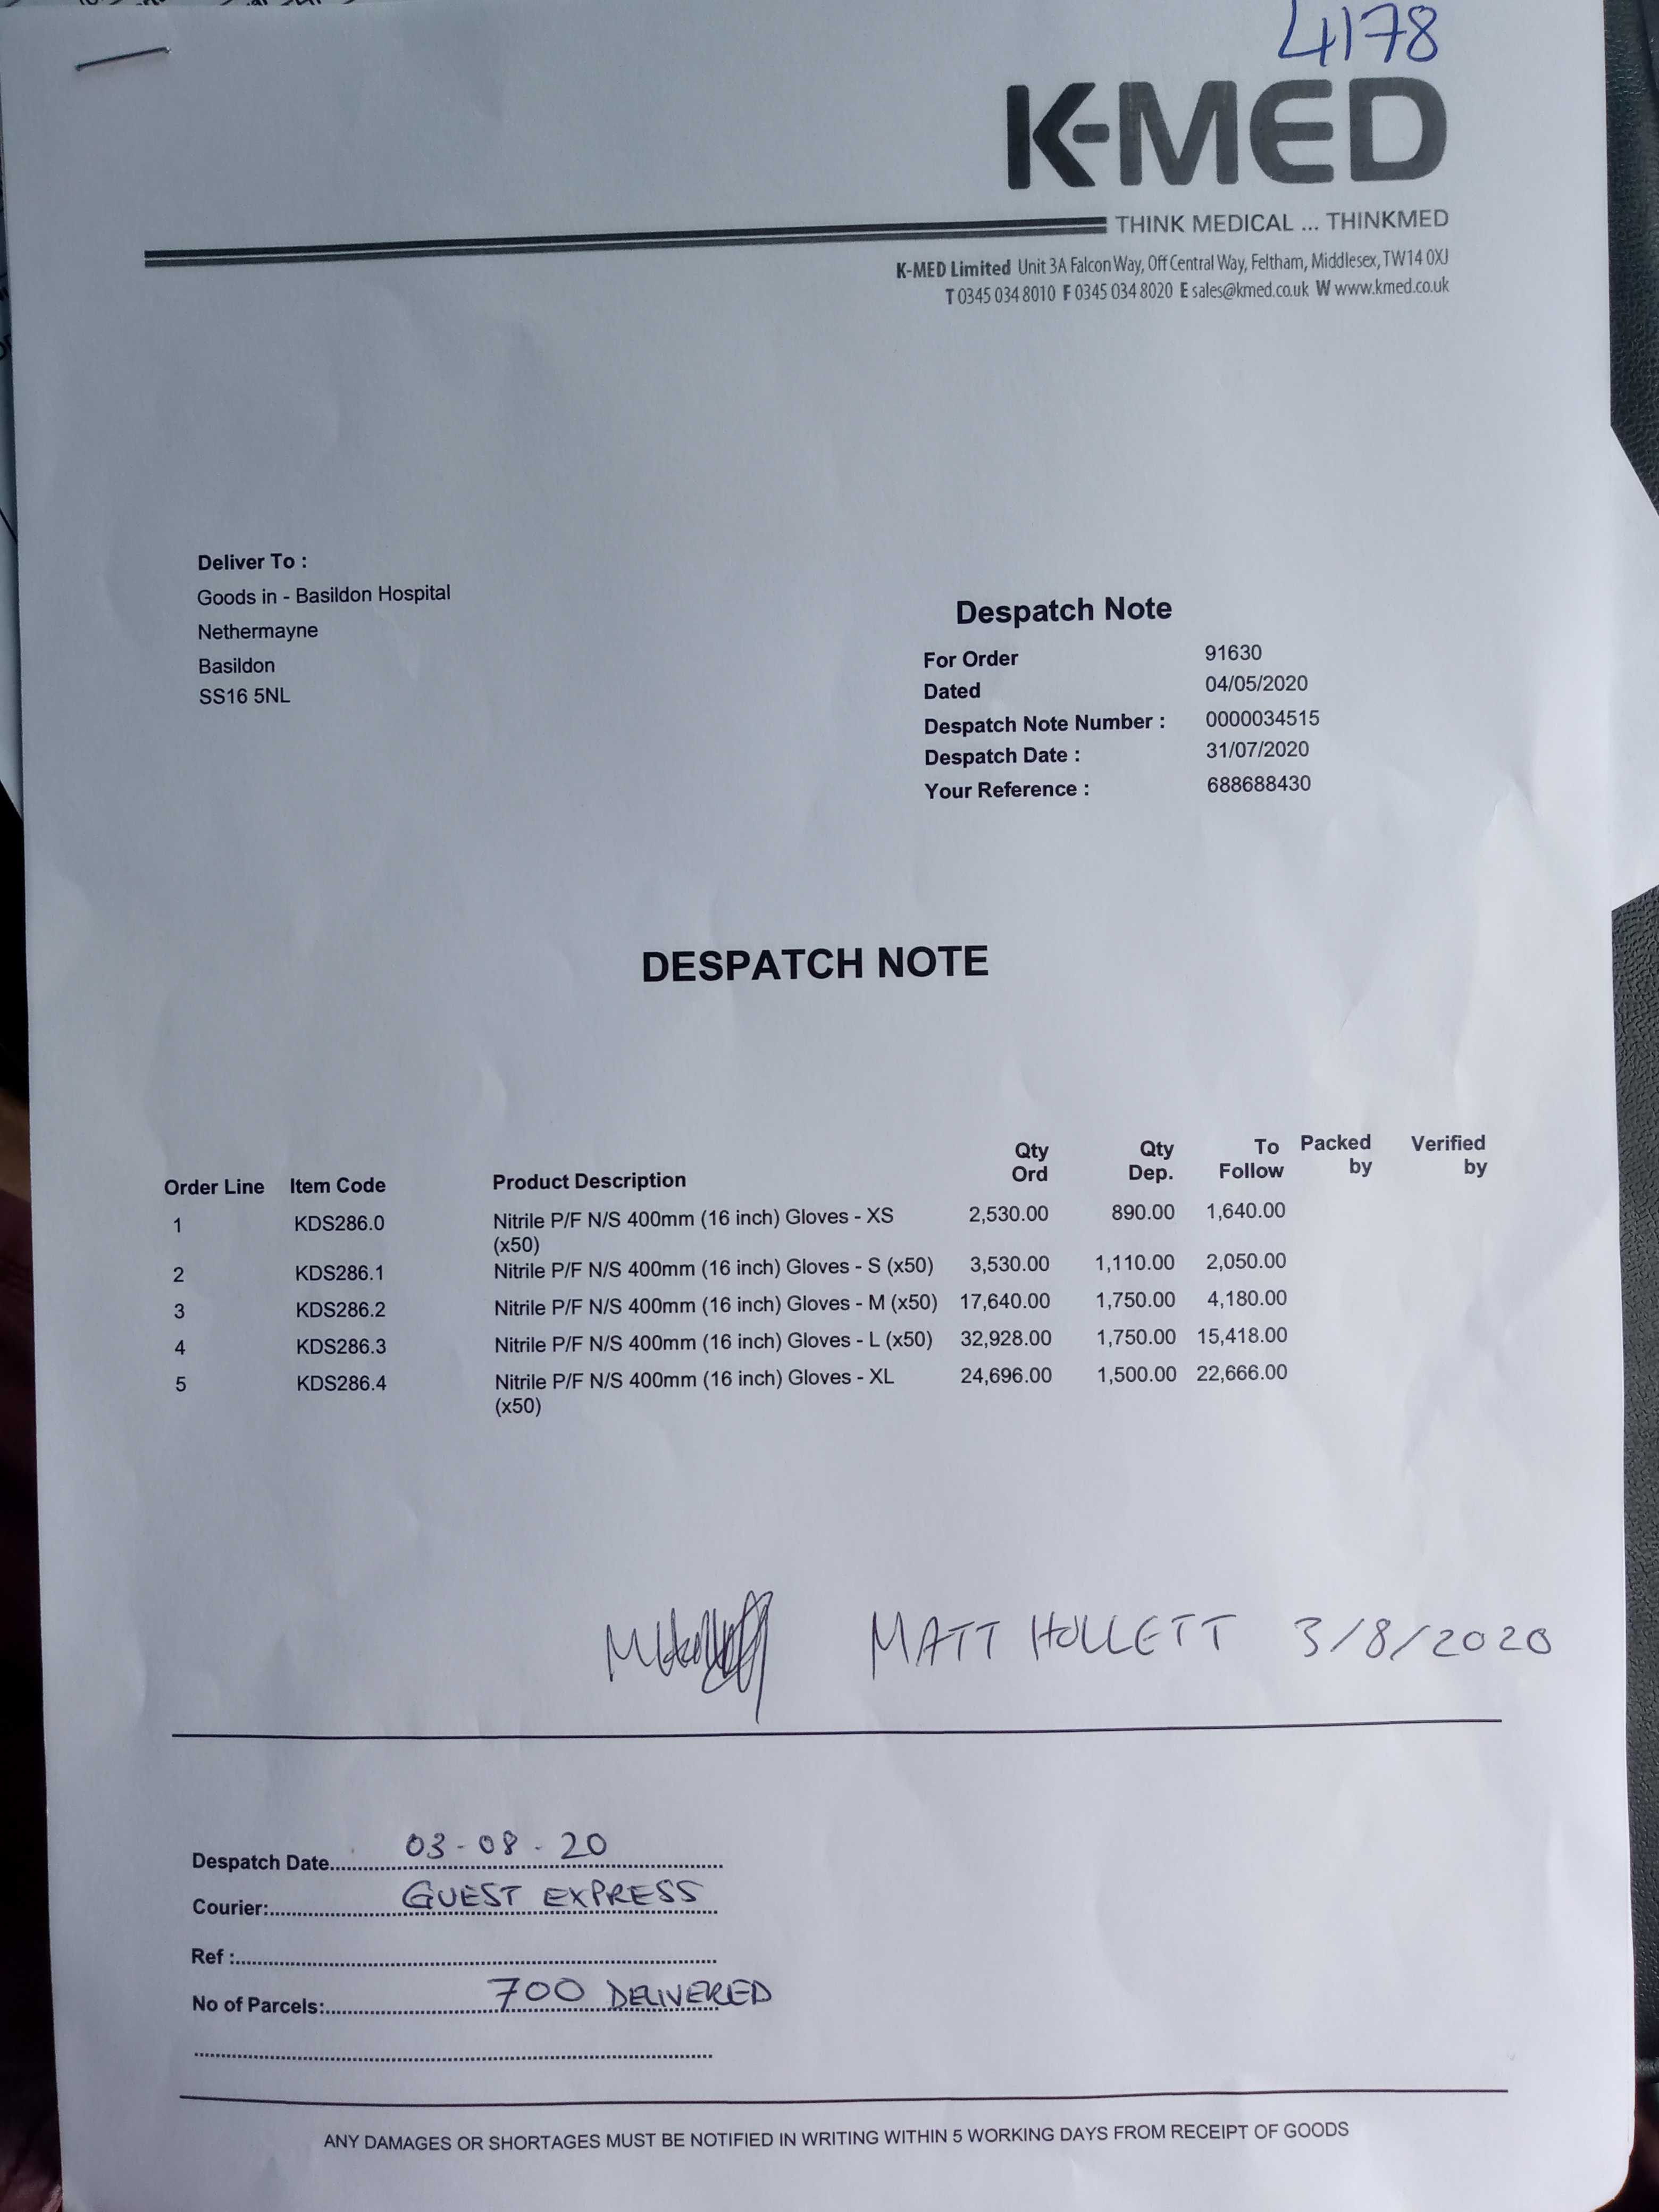 4178
K-MED
THINK MEDICAL ... THINKMED
K-MED Limited Unit 3A Falcon Way, Off Central Way, Feltham, Middlesex, TW14 0XJ
T 0345 034 8010 F 0345 034 8020 E sales@kmed.co.uk W www.kmed.co.uk
Deliver To :
Goods in - Basildon Hospital
Nethermayne
Basildon
SS16 5NL
Despatch Note
For Order 91630
Dated 04/05/2020
Despatch Note Number : 0000034515
Despatch Date : 31/07/2020
Your Reference : 688688430
DESPATCH NOTE
Order Line Item Code Product Description Qty Ord Qty Dep. To Follow Packed by Verified by
1 KDS286.0 Nitrile P/F N/S 400mm (16 inch) Gloves - XS 2,530.00 890.00 1,640.00
(x50)
2 KDS286.1 Nitrile P/F N/S 400mm (16 inch) Gloves - S (x50) 3,530.00 1,110.00 2,050.00
3 KDS286.2 Nitrile P/F N/S 400mm (16 inch) Gloves - M (x50) 17,640.00 1,750.00 4,180.00
4 KDS286.3 Nitrile P/F N/S 400mm (16 inch) Gloves - L (x50) 32,928.00 1,750.00 15,418.00
5 KDS286.4 Nitrile P/F N/S 400mm (16 inch) Gloves - XL 24,696.00 1,500.00 22,666.00
(x50)
MATT HOLLETT 3/8/2020
Despatch Date.... 03-08-20
Courier:.... GUEST EXPRESS
Ref :....
No of Parcels:.... 700 DELIVERED
ANY DAMAGES OR SHORTAGES MUST BE NOTIFIED IN WRITING WITHIN 5 WORKING DAYS FROM RECEIPT OF GOODS